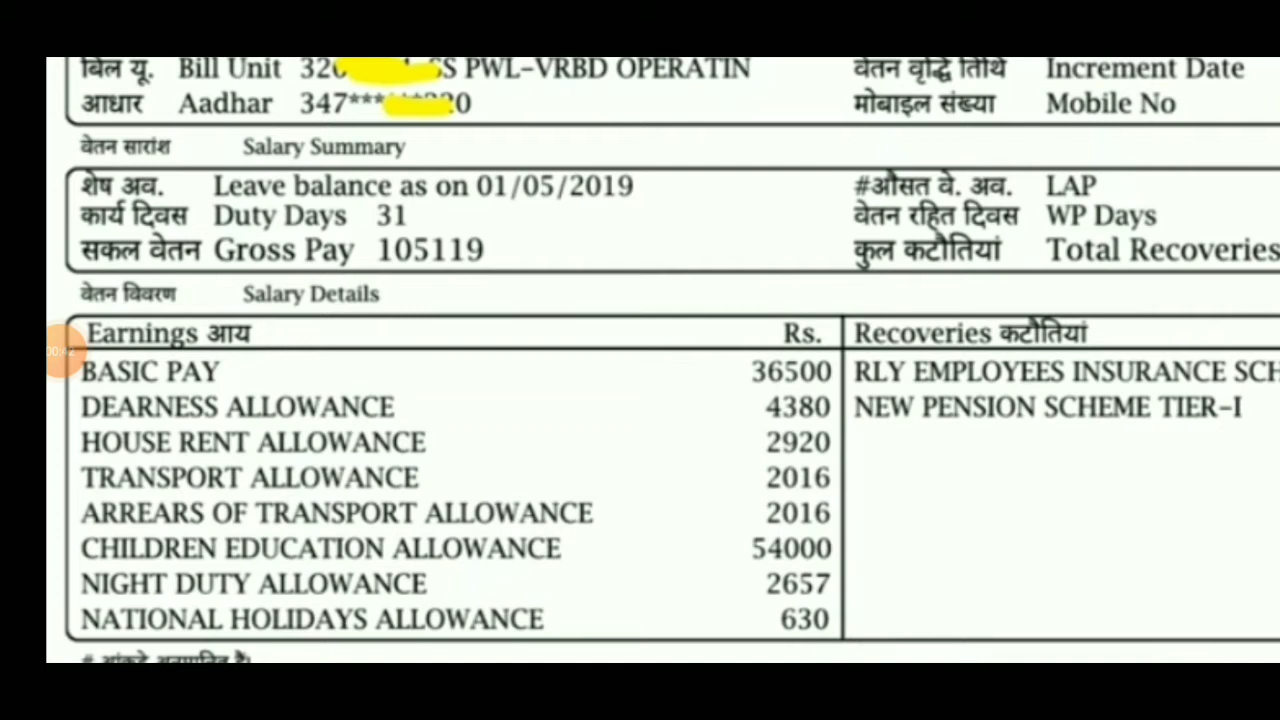 बिल यू. Bill Unit 320 SS PWL-VRBD OPERATIN वेतन वृद्धि तिथि Increment Date
आधार Aadhar 347*** 0 मोबाइल संख्या Mobile No
वेतन सारांश Salary Summary
शेष अव. Leave balance as on 01/05/2019 #औसत वे. अव. LAP
कार्य दिवस Duty Days 31 वेतन रहित दिवस WP Days
सकल वेतन Gross Pay 105119 कुल कटौतियां Total Recoveries
वेतन विवरण Salary Details
Earnings आय Rs. Recoveries कटौतियां
00:42
BASIC PAY 36500 RLY EMPLOYEES INSURANCE SCH
DEARNESS ALLOWANCE 4380 NEW PENSION SCHEME TIER-I
HOUSE RENT ALLOWANCE 2920
TRANSPORT ALLOWANCE 2016
ARREARS OF TRANSPORT ALLOWANCE 2016
CHILDREN EDUCATION ALLOWANCE 54000
NIGHT DUTY ALLOWANCE 2657
NATIONAL HOLIDAYS ALLOWANCE 630